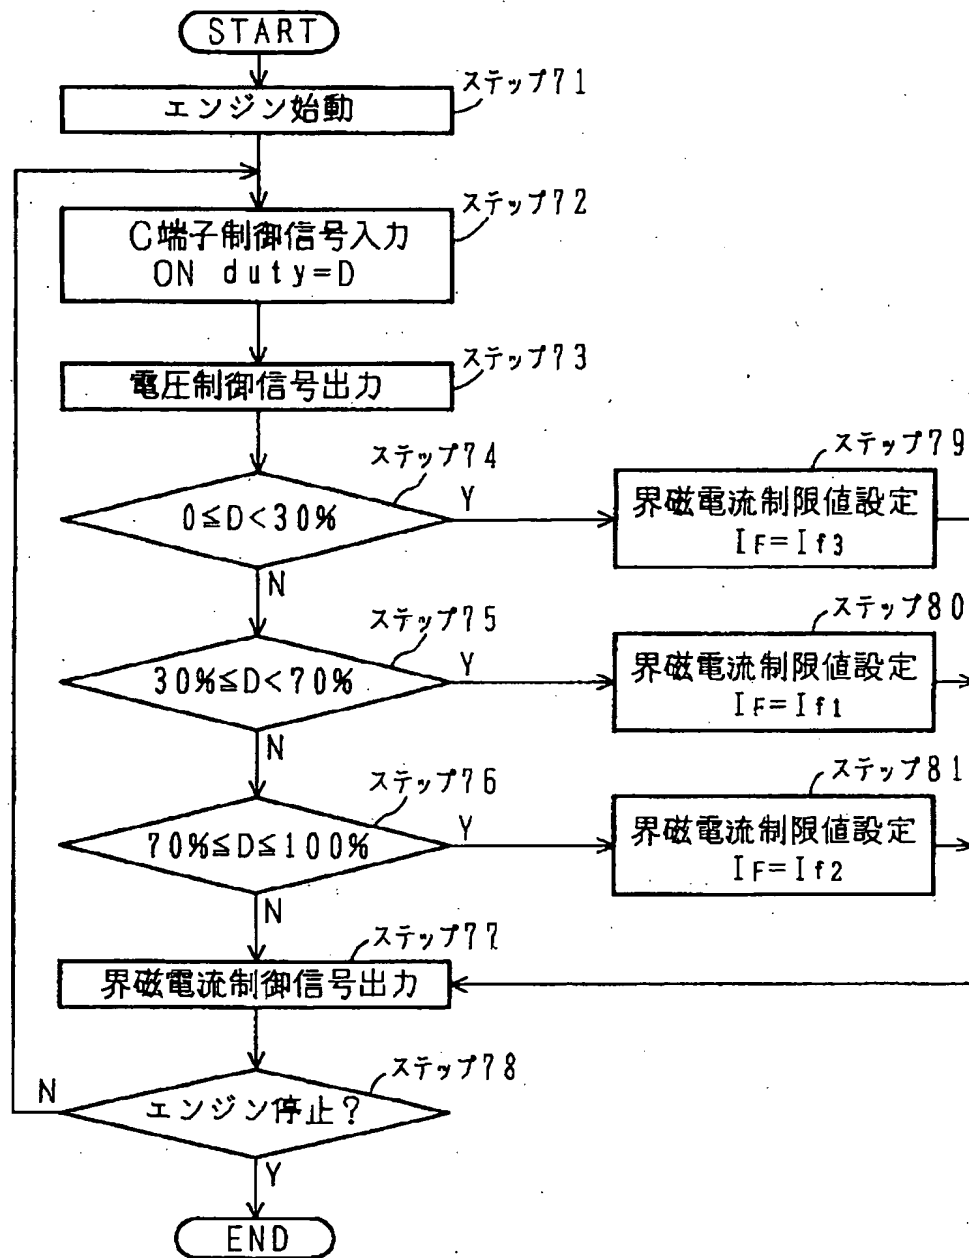 START
ステップ71
エンジン始動
ステップ72
C端子制御信号入力
ON duty=D
ステップ73
電圧制御信号出力
ステップ74
0≦D<30%
Y
N
ステップ79
界磁電流制限値設定
IF=If3
ステップ75
30%≦D<70%
Y
N
ステップ80
界磁電流制限値設定
IF=If1
ステップ76
70%≦D≦100%
Y
N
ステップ81
界磁電流制限値設定
IF=If2
ステップ77
界磁電流制御信号出力
ステップ78
エンジン停止?
N
Y
END